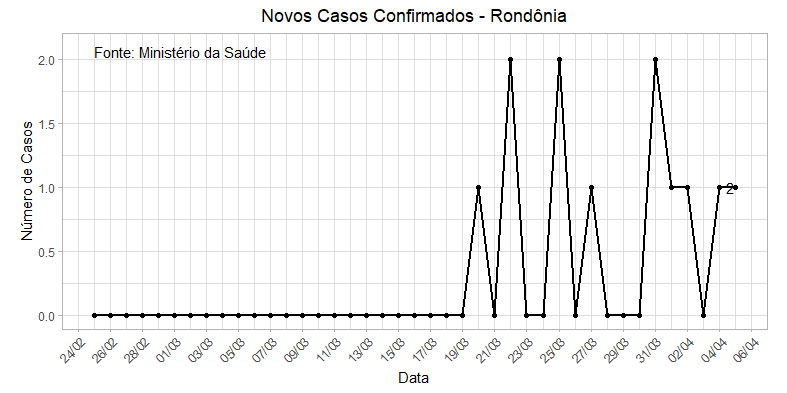 Novos Casos Confirmados - Rondônia
Fonte: Ministério da Saúde
Número de Casos
2.0
1.5
1.0
0.5
0.0
2
24/02 26/02 28/02 01/03 03/03 05/03 07/03 09/03 11/03 13/03 15/03 17/03 19/03 21/03 23/03 25/03 27/03 29/03 31/03 02/04 04/04 06/04
Data